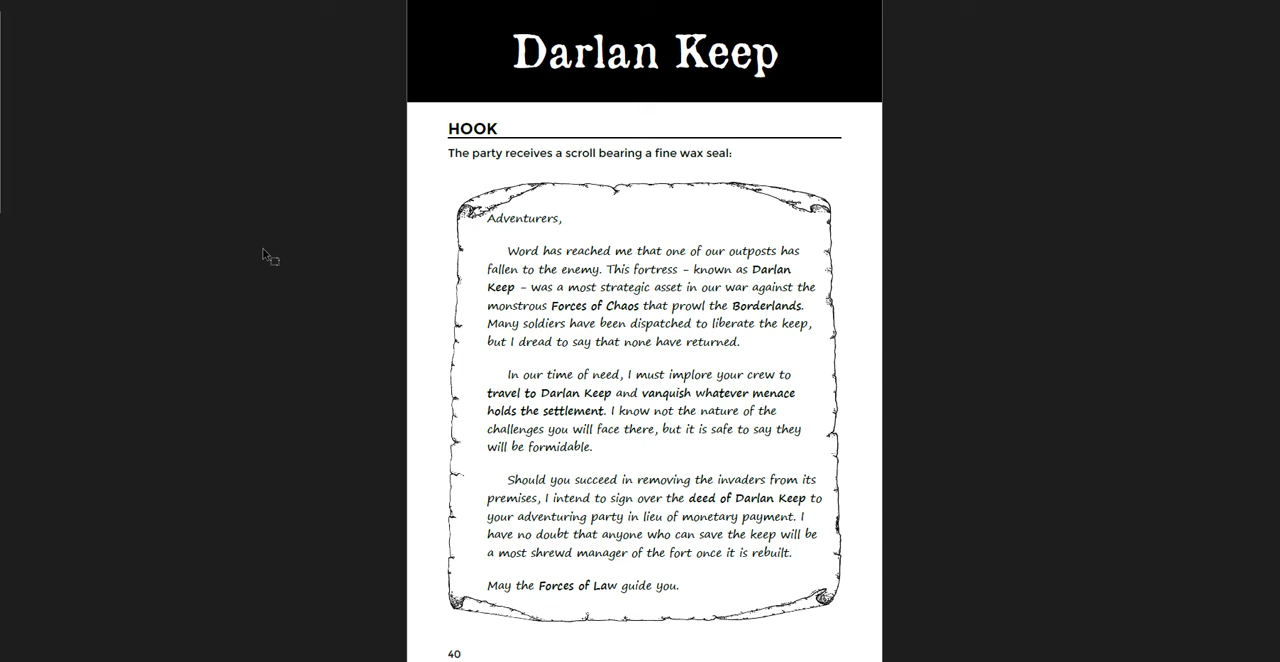 Darlan Keep
HOOK
The party receives a scroll bearing a fine wax seal:
Adventurers,
Word has reached me that one of our outposts has
fallen to the enemy. This fortress – known as Darlan
Keep – was a most strategic asset in our war against the
monstrous Forces of Chaos that prowl the Borderlands.
Many soldiers have been dispatched to liberate the keep,
but I dread to say that none have returned.
In our time of need, I must implore your crew to
travel to Darlan Keep and vanquish whatever menace
holds the settlement. I know not the nature of the
challenges you will face there, but it is safe to say they
will be formidable.
Should you succeed in removing the invaders from its
premises, I intend to sign over the deed of Darlan Keep to
your adventuring party in lieu of monetary payment. I
have no doubt that anyone who can save the keep will be
a most shrewd manager of the fort once it is rebuilt.
May the Forces of Law guide you.
40